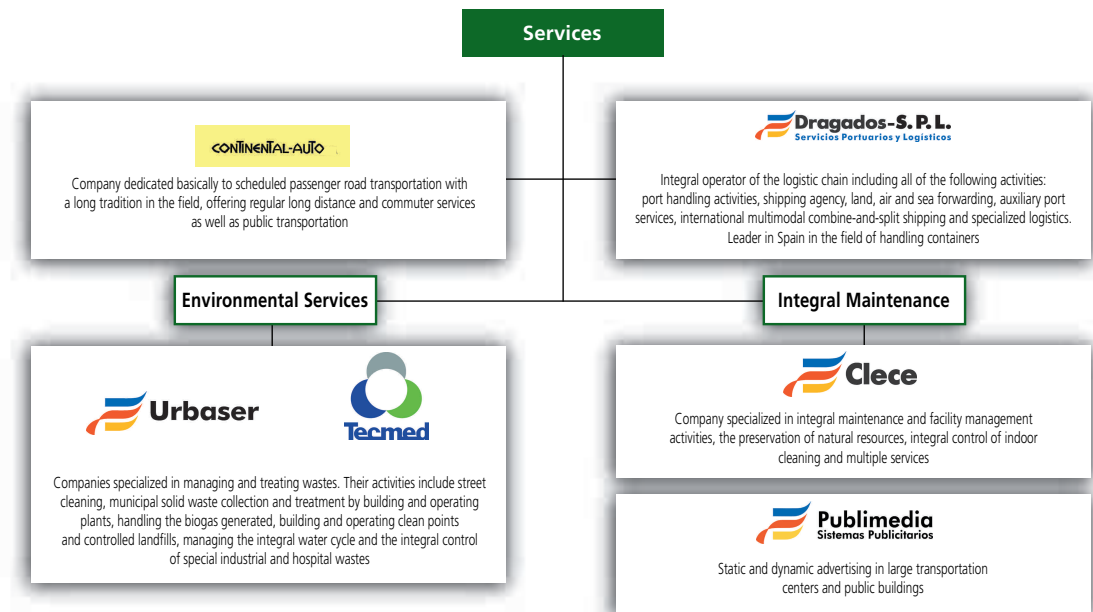 Services
CONTINENTAL-AUTO
Company dedicated basically to scheduled passenger road transportation with
a long tradition in the field, offering regular long distance and commuter services
as well as public transportation
Dragados-S.P.L.
Servicios Portuarios y Logísticos
Integral operator of the logistic chain including all of the following activities:
port handling activities, shipping agency, land, air and sea forwarding, auxiliary port
services, international multimodal combine-and-split shipping and specialized logistics.
Leader in Spain in the field of handling containers
Environmental Services
Integral Maintenance
Urbaser
Tecmed
Companies specialized in managing and treating wastes. Their activities include street
cleaning, municipal solid waste collection and treatment by building and operating
plants, handling the biogas generated, building and operating clean points
and controlled landfills, managing the integral water cycle and the integral control
of special industrial and hospital wastes
Clece
Company specialized in integral maintenance and facility management
activities, the preservation of natural resources, integral control of indoor
cleaning and multiple services
Publimedia
Sistemas Publicitarios
Static and dynamic advertising in large transportation
centers and public buildings